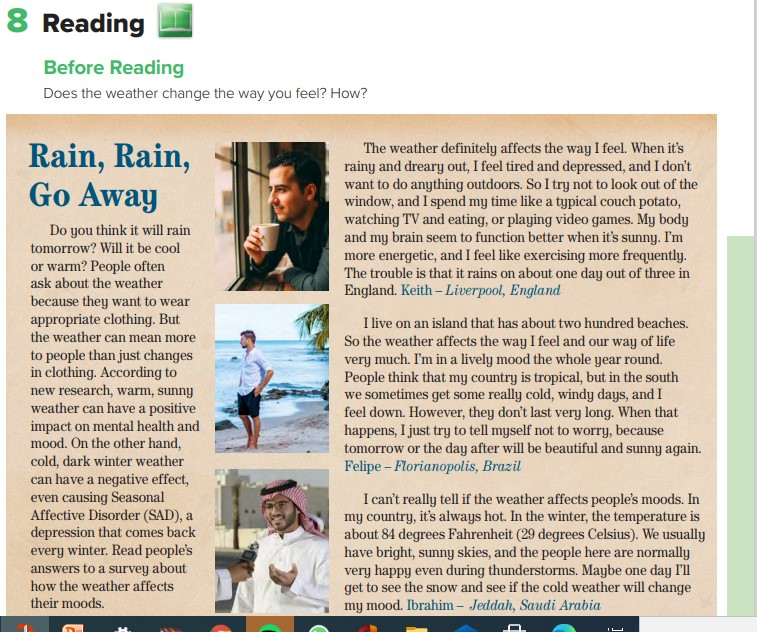 8 Reading
Before Reading
Does the weather change the way you feel? How?
Rain, Rain,
Go Away
Do you think it will rain
tomorrow? Will it be cool
or warm? People often
ask about the weather
because they want to wear
appropriate clothing. But
the weather can mean more
to people than just changes
in clothing. According to
new research, warm, sunny
weather can have a positive
impact on mental health and
mood. On the other hand,
cold, dark winter weather
can have a negative effect,
even causing Seasonal
Affective Disorder (SAD), a
depression that comes back
every winter. Read people's
answers to a survey about
how the weather affects
their moods.
The weather definitely affects the way I feel. When it's
rainy and dreary out, I feel tired and depressed, and I don't
want to do anything outdoors. So I try not to look out of the
window, and I spend my time like a typical couch potato,
watching TV and eating, or playing video games. My body
and my brain seem to function better when it's sunny. I'm
more energetic, and I feel like exercising more frequently.
The trouble is that it rains on about one day out of three in
England. Keith – Liverpool, England
I live on an island that has about two hundred beaches.
So the weather affects the way I feel and our way of life
very much. I'm in a lively mood the whole year round.
People think that my country is tropical, but in the south
we sometimes get some really cold, windy days, and I
feel down. However, they don't last very long. When that
happens, I just try to tell myself not to worry, because
tomorrow or the day after will be beautiful and sunny again.
Felipe – Florianopolis, Brazil
I can't really tell if the weather affects people's moods. In
my country, it's always hot. In the winter, the temperature is
about 84 degrees Fahrenheit (29 degrees Celsius). We usually
have bright, sunny skies, and the people here are normally
very happy even during thunderstorms. Maybe one day I'll
get to see the snow and see if the cold weather will change
my mood. Ibrahim – Jeddah, Saudi Arabia